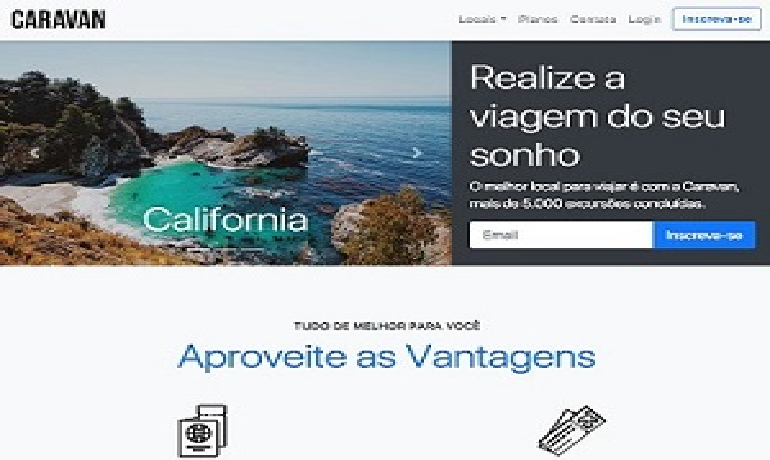 CARAVAN
Locais Planos Contato Login Inscreva-se
Realize a
viagem do seu
sonho
O melhor local para viajar é com a Caravan,
mais de 5.000 excursões concluídas.
Email Inscreva-se
California
TUDO DE MELHOR PARA VOCÊ
Aproveite as Vantagens